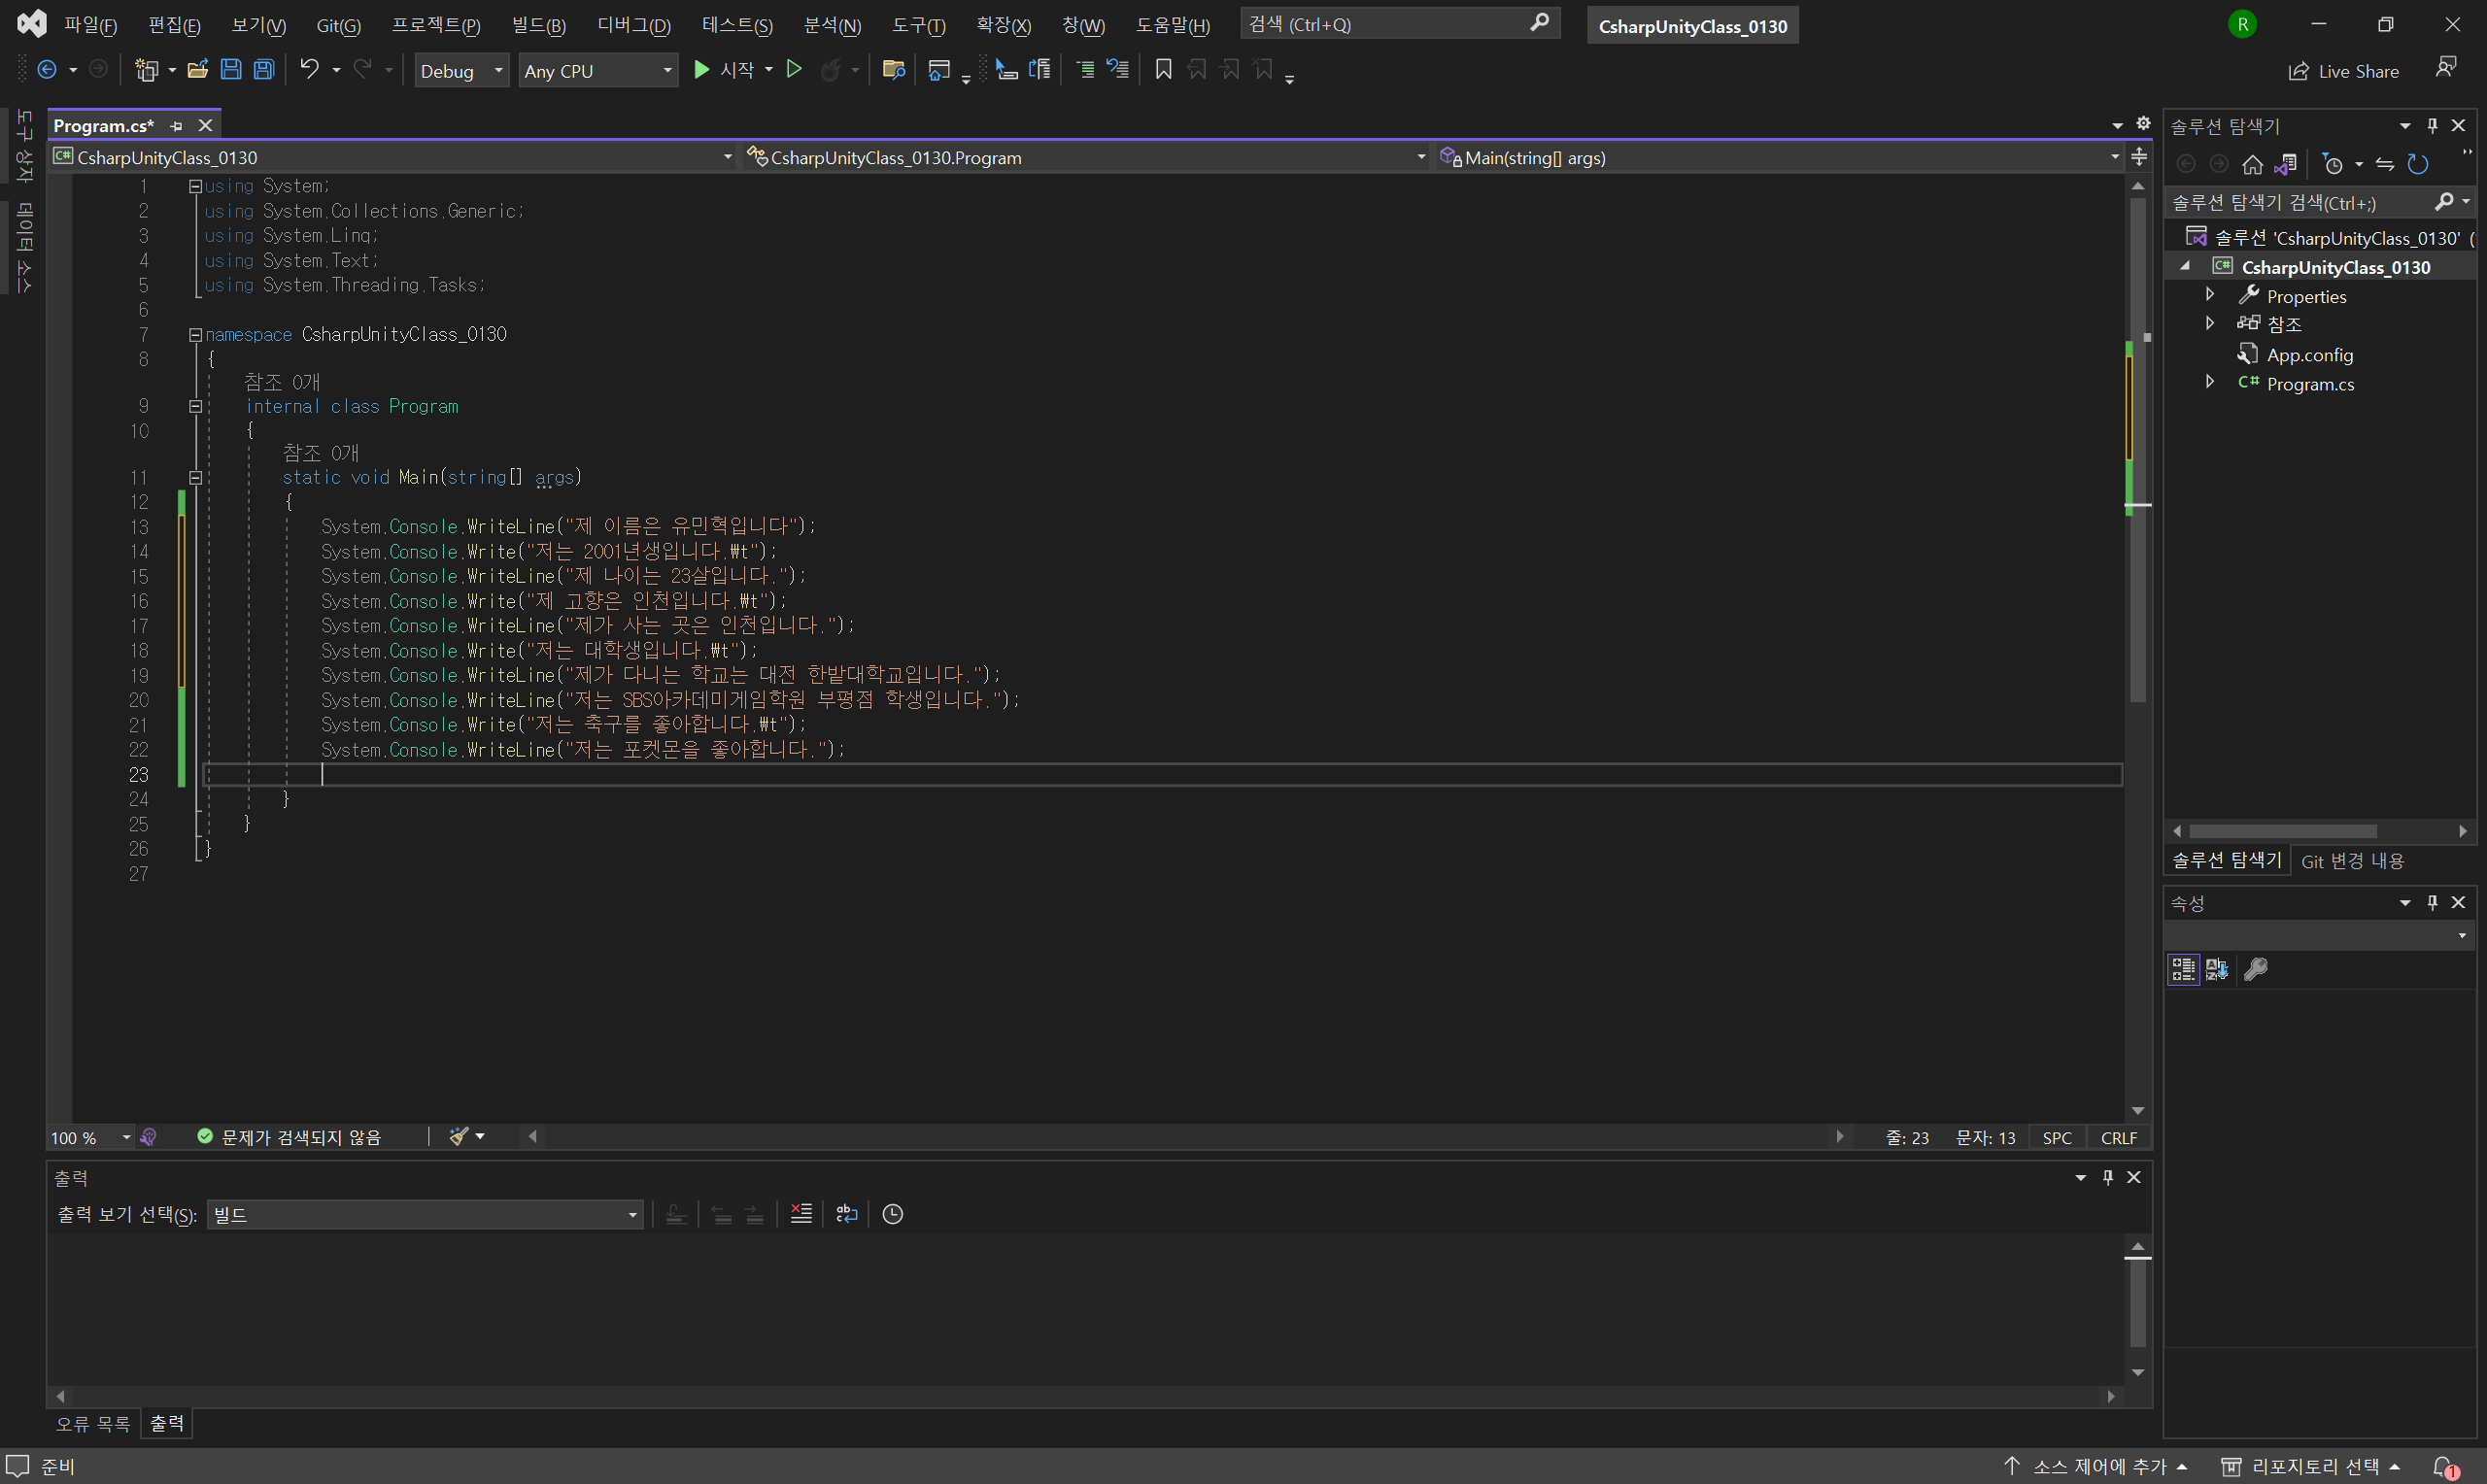 파일(F) 편집(E) 보기(V) Git(G) 프로젝트(P) 빌드(B) 디버그(D) 테스트(S) 분석(N) 도구(T) 확장(X) 창(W) 도움말(H) 검색 (Ctrl+Q) CsharpUnityClass_0130 R
Debug Any CPU 시작 Live Share
도구 상자
데이터 소스
Program.cs*
CsharpUnityClass_0130 CsharpUnityClass_0130.Program Main(string[] args)
1 using System;
2 using System.Collections.Generic;
3 using System.Linq;
4 using System.Text;
5 using System.Threading.Tasks;
6
7 namespace CsharpUnityClass_0130
8 {
참조 0개
9 internal class Program
10 {
참조 0개
11 static void Main(string[] args)
12 {
13 System.Console.WriteLine("제 이름은 유민혁입니다");
14 System.Console.Write("저는 2001년생입니다.₩t");
15 System.Console.WriteLine("제 나이는 23살입니다.");
16 System.Console.Write("제 고향은 인천입니다.₩t");
17 System.Console.WriteLine("제가 사는 곳은 인천입니다.");
18 System.Console.Write("저는 대학생입니다.₩t");
19 System.Console.WriteLine("제가 다니는 학교는 대전 한밭대학교입니다.");
20 System.Console.WriteLine("저는 SBS아카데미게임학원 부평점 학생입니다.");
21 System.Console.Write("저는 축구를 좋아합니다.₩t");
22 System.Console.WriteLine("저는 포켓몬을 좋아합니다.");
23
24 }
25 }
26 }
27
100 % 문제가 검색되지 않음 줄: 23 문자: 13 SPC CRLF
출력
출력 보기 선택(S): 빌드
오류 목록 출력
솔루션 탐색기
솔루션 탐색기 검색(Ctrl+;)
솔루션 'CsharpUnityClass_0130' (
C# CsharpUnityClass_0130
Properties
참조
App.config
C# Program.cs
솔루션 탐색기 Git 변경 내용
속성
준비 소스 제어에 추가 리포지토리 선택 1